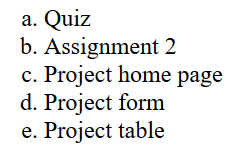 a. Quiz
b. Assignment 2
c. Project home page
d. Project form
e. Project table